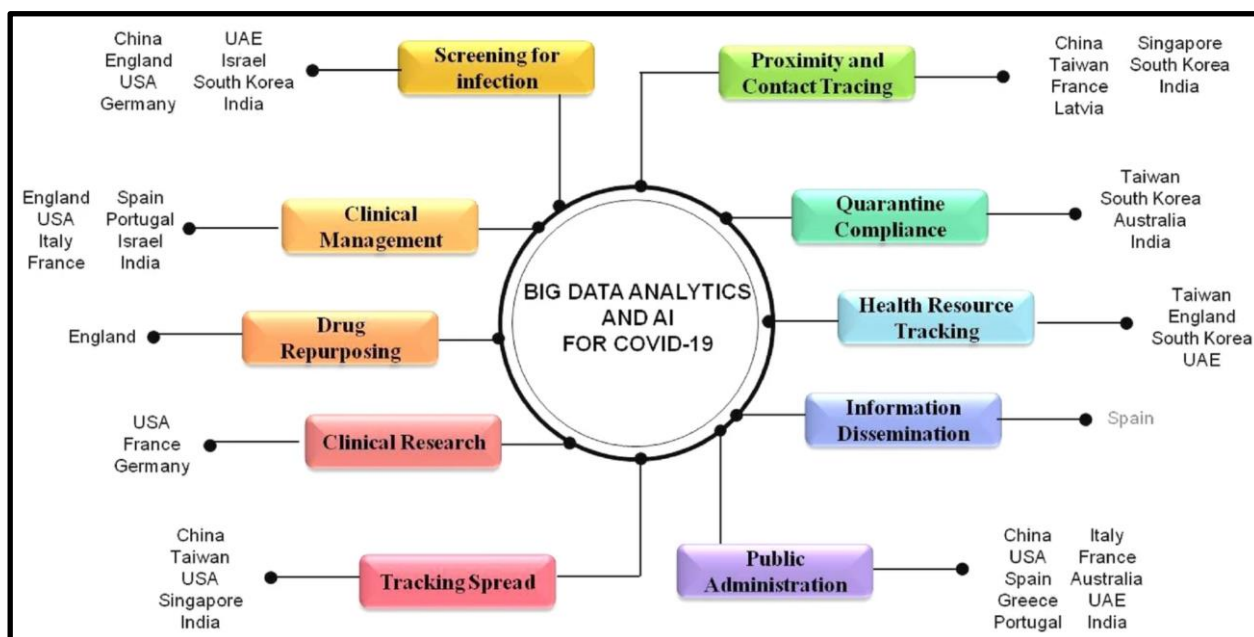 China
England
USA
Germany
UAE
Israel
South Korea
India
Screening for
infection
Proximity and
Contact Tracing
China
Taiwan
France
Latvia
Singapore
South Korea
India
England
USA
Italy
France
Spain
Portugal
Israel
India
Clinical
Management
Quarantine
Compliance
Taiwan
South Korea
Australia
India
BIG DATA ANALYTICS
AND AI
FOR COVID-19
England
Drug
Repurposing
Health Resource
Tracking
Taiwan
England
South Korea
UAE
USA
France
Germany
Clinical Research
Information
Dissemination
Spain
China
Taiwan
USA
Singapore
India
Tracking Spread
Public
Administration
China
USA
Spain
Greece
Portugal
Italy
France
Australia
UAE
India